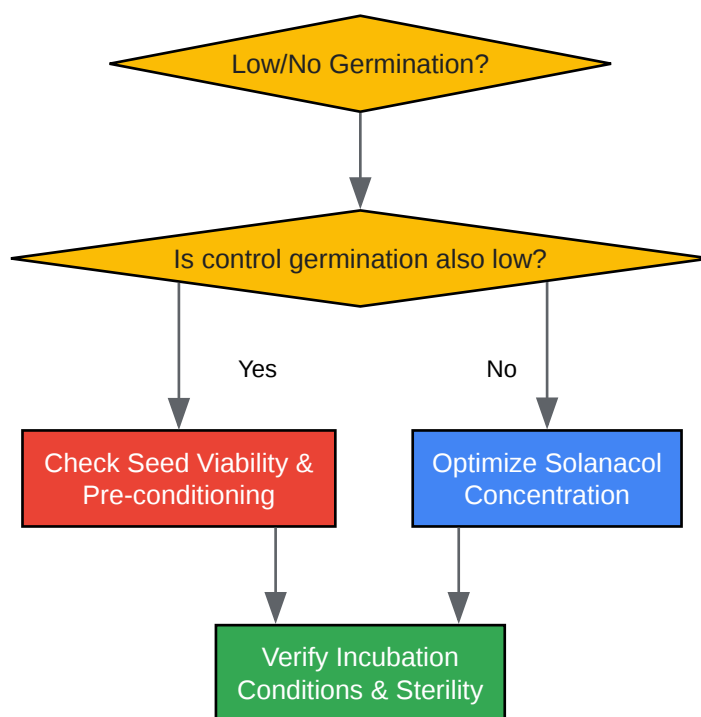 Low/No Germination?
Is control germination also low?
Yes
No
Check Seed Viability &
Pre-conditioning
Optimize Solanacol
Concentration
Verify Incubation
Conditions & Sterility